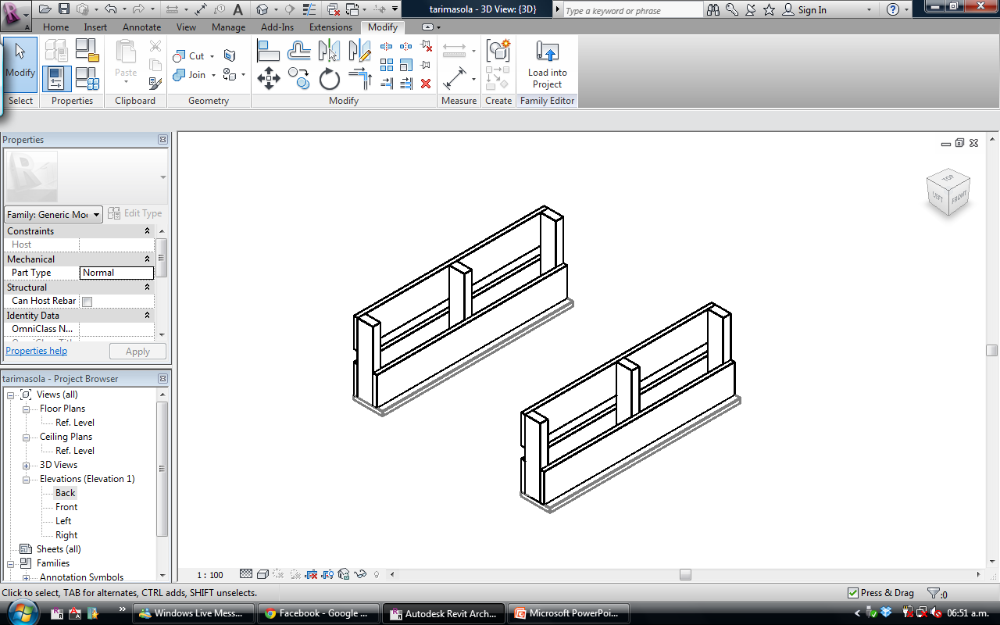 tarimasola - 3D View: {3D}
Type a keyword or phrase
Sign In
Home Insert Annotate View Manage Add-Ins Extensions Modify
Modify
Paste
Cut
Join
Load into
Project
Select Properties Clipboard Geometry Modify Measure Create Family Editor
Properties
Family: Generic Mo
Edit Type
Constraints
Host
Mechanical
Part Type Normal
Structural
Can Host Rebar
Identity Data
OmniClass N...
OmniClass Title
Properties help Apply
tarimasola - Project Browser
Views (all)
Floor Plans
Ref. Level
Ceiling Plans
Ref. Level
3D Views
Elevations (Elevation 1)
Back
Front
Left
Right
Sheets (all)
Families
Annotation Symbols
TOP
LEFT FRONT
1 : 100
Click to select, TAB for alternates, CTRL adds, SHIFT unselects.
Press & Drag :0
Windows Live Mess... Facebook - Google ... Autodesk Revit Arch... Microsoft PowerPoi... 06:51 a.m.